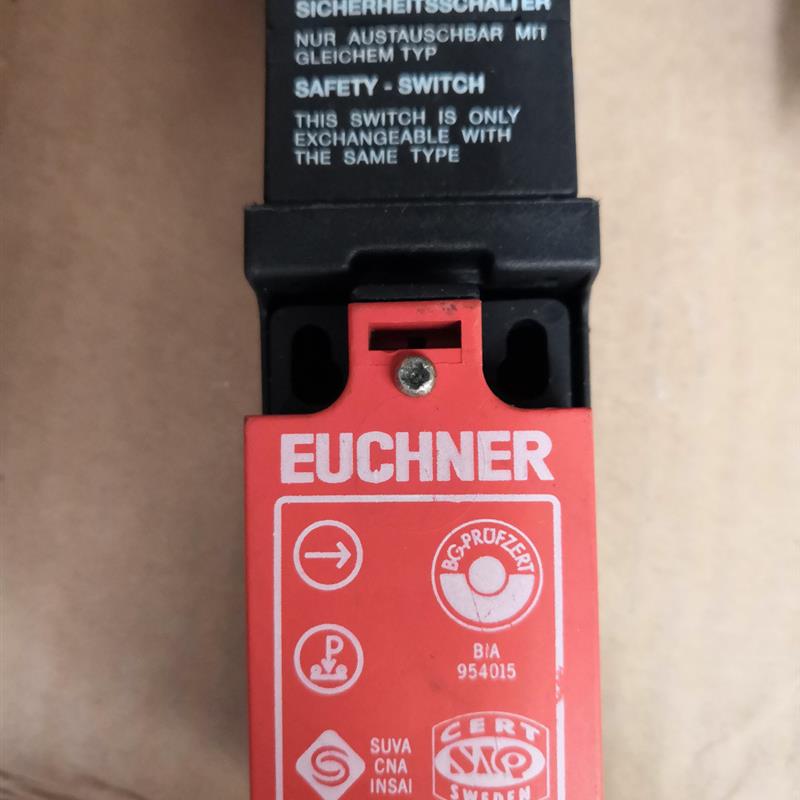 SICHERHEITSSCHALTER
NUR AUSTAUSCHBAR MIT
GLEICHEM TYP
SAFETY - SWITCH
THIS SWITCH IS ONLY
EXCHANGEABLE WITH
THE SAME TYPE
EUCHNER
BG-PRÜFZERT
P
BIA
954015
SUVA
CNA
INSAI
S
CERT
SWEDEN